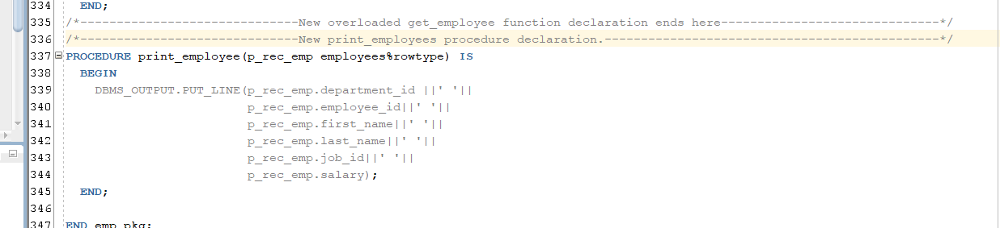 334 END;
335 /*------------------------------New overloaded get_employee function declaration ends here------------------------------*/
336 /*------------------------------New print_employees procedure declaration.----------------------------------------------*/
337 PROCEDURE print_employee(p_rec_emp employees%rowtype) IS
338 BEGIN
339 DBMS_OUTPUT.PUT_LINE(p_rec_emp.department_id ||' '||
340 p_rec_emp.employee_id||' '||
341 p_rec_emp.first_name||' '||
342 p_rec_emp.last_name||' '||
343 p_rec_emp.job_id||' '||
344 p_rec_emp.salary);
345 END;
346
347 END emp_pkg;